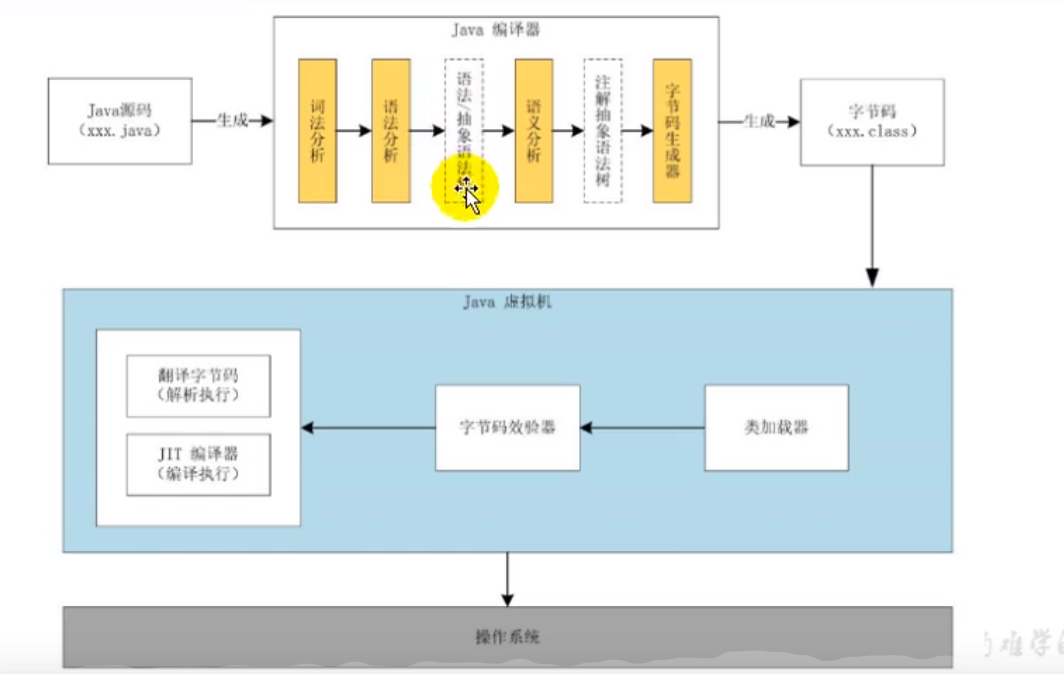 Java 编译器
Java源码
（xxx.java）
生成
词法分析
语法分析
语法/抽象语法
语义分析
注解抽象语法树
字节码生成器
生成
字节码
（xxx.class）
Java 虚拟机
翻译字节码
（解析执行）
JIT 编译器
（编译执行）
字节码效验器
类加载器
操作系统
难学